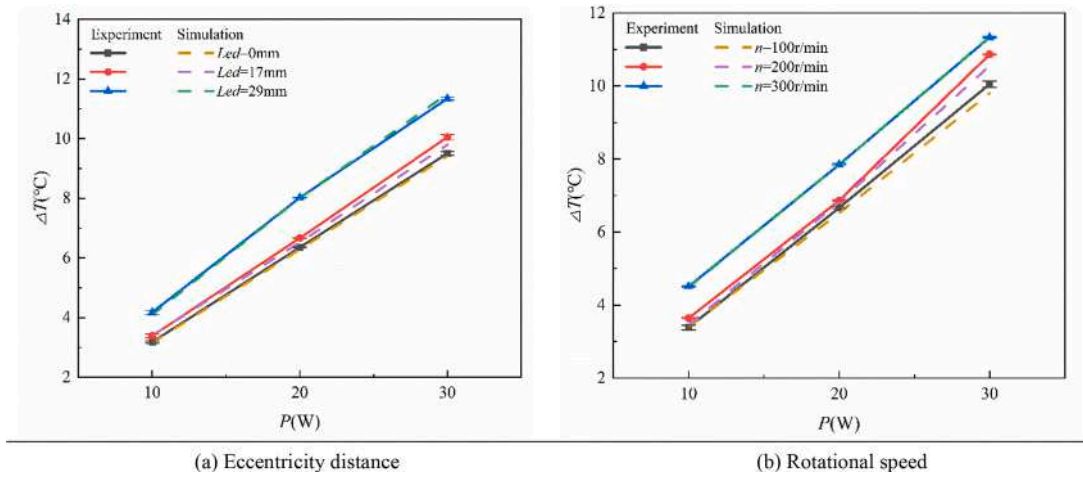 14
12
10
8
6
4
2
ΔT(°C)
Experiment Simulation
Led=0mm
Led=17mm
Led=29mm
10 20 30
P(W)
12
10
8
6
4
2
ΔT(°C)
Experiment Simulation
n=100r/min
n=200r/min
n=300r/min
10 20 30
P(W)
(a) Eccentricity distance
(b) Rotational speed